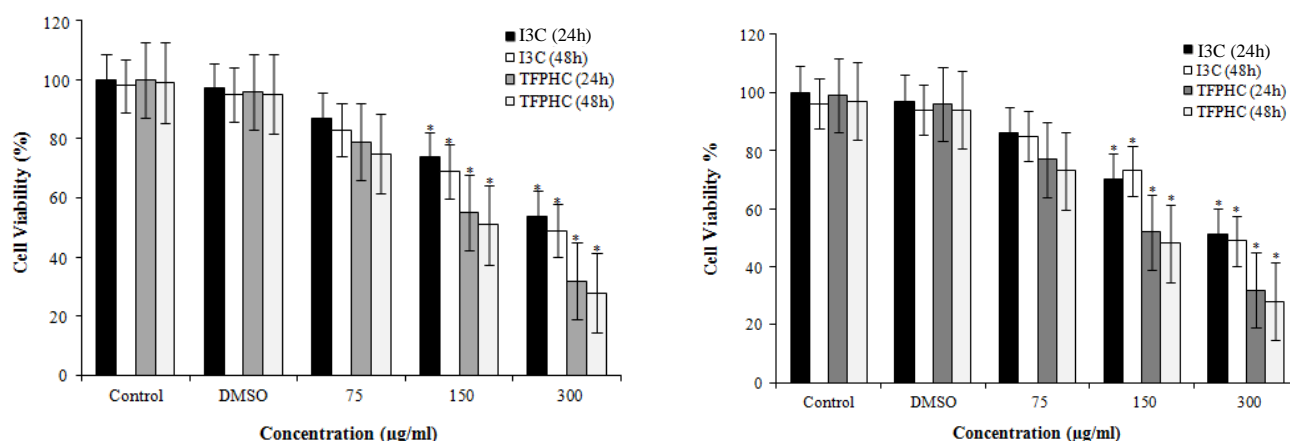 120
100
80
60
40
20
0
Cell Viability (%)
I3C (24h)
I3C (48h)
TFPHC (24h)
TFPHC (48h)
* * * *
* * * *
Control DMSO 75 150 300
Concentration (µg/ml)
120
100
80
60
40
20
0
Cell Viability %
I3C (24h)
I3C (48h)
TFPHC (24h)
TFPHC (48h)
* * * *
* * * *
Control DMSO 75 150 300
Concentration (µg/ml)